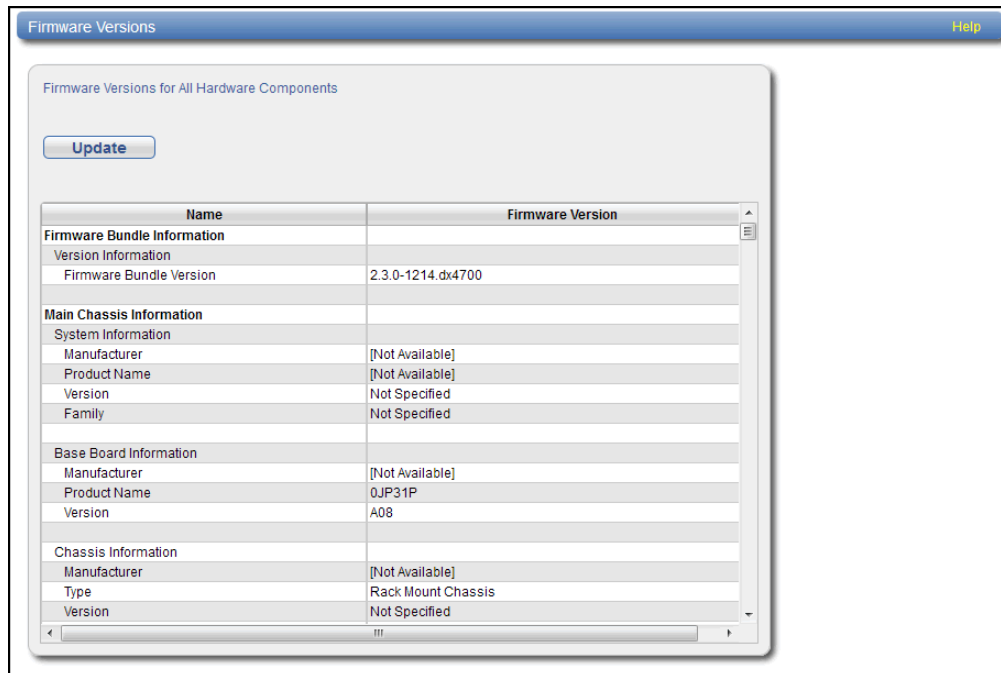 Firmware Versions Help
Firmware Versions for All Hardware Components
Update
Name Firmware Version
Firmware Bundle Information
Version Information
Firmware Bundle Version 2.3.0-1214.dx4700
Main Chassis Information
System Information
Manufacturer [Not Available]
Product Name [Not Available]
Version Not Specified
Family Not Specified
Base Board Information
Manufacturer [Not Available]
Product Name 0JP31P
Version A08
Chassis Information
Manufacturer [Not Available]
Type Rack Mount Chassis
Version Not Specified